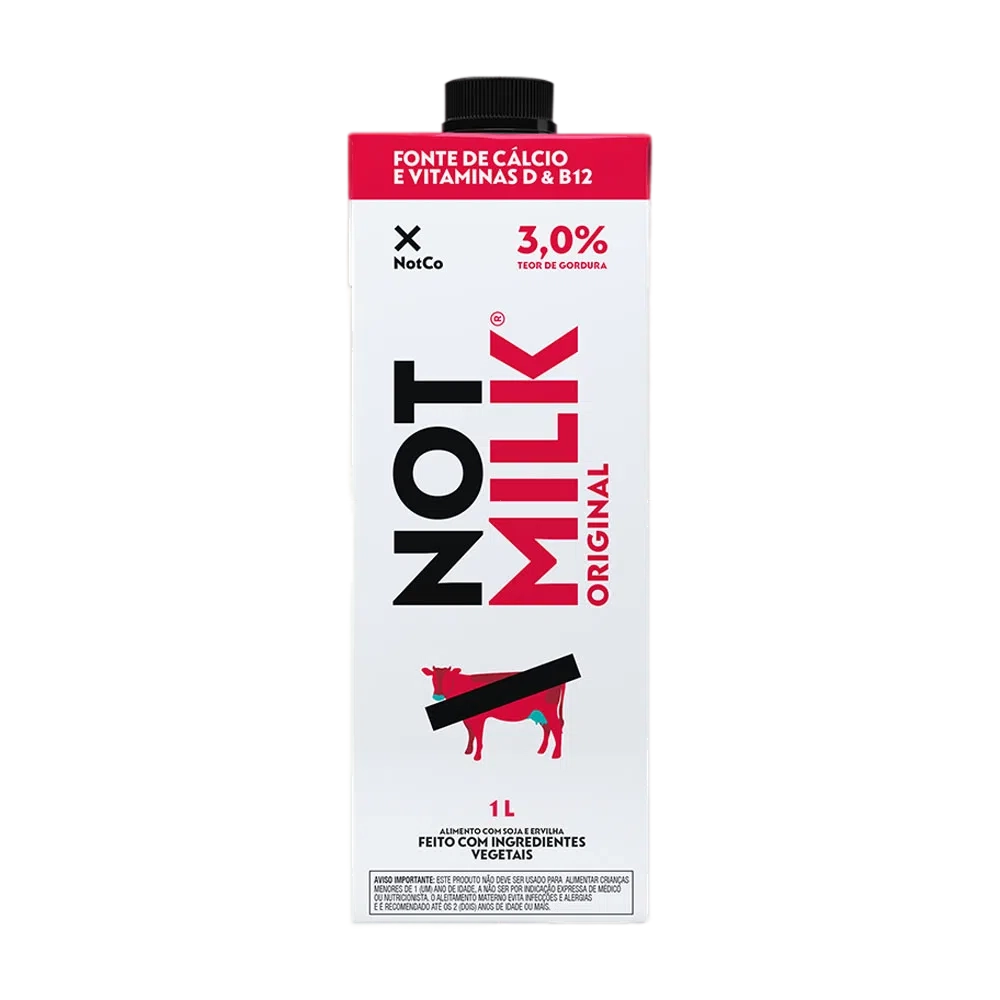 FONTE DE CÁLCIO
E VITAMINAS D & B12
NotCo
3,0%
TEOR DE GORDURA
NOT
MILK®
ORIGINAL
1 L
ALIMENTO COM SOJA E ERVILHA
FEITO COM INGREDIENTES
VEGETAIS
AVISO IMPORTANTE: ESTE PRODUTO NÃO DEVE SER USADO PARA ALIMENTAR CRIANÇAS
MENORES DE 1 (UM) ANO DE IDADE, A NÃO SER POR INDICAÇÃO EXPRESSA DE MÉDICO
OU NUTRICIONISTA. O ALEITAMENTO MATERNO EVITA INFECÇÕES E ALERGIAS
E É RECOMENDADO ATÉ OS 2 (DOIS) ANOS DE IDADE OU MAIS.